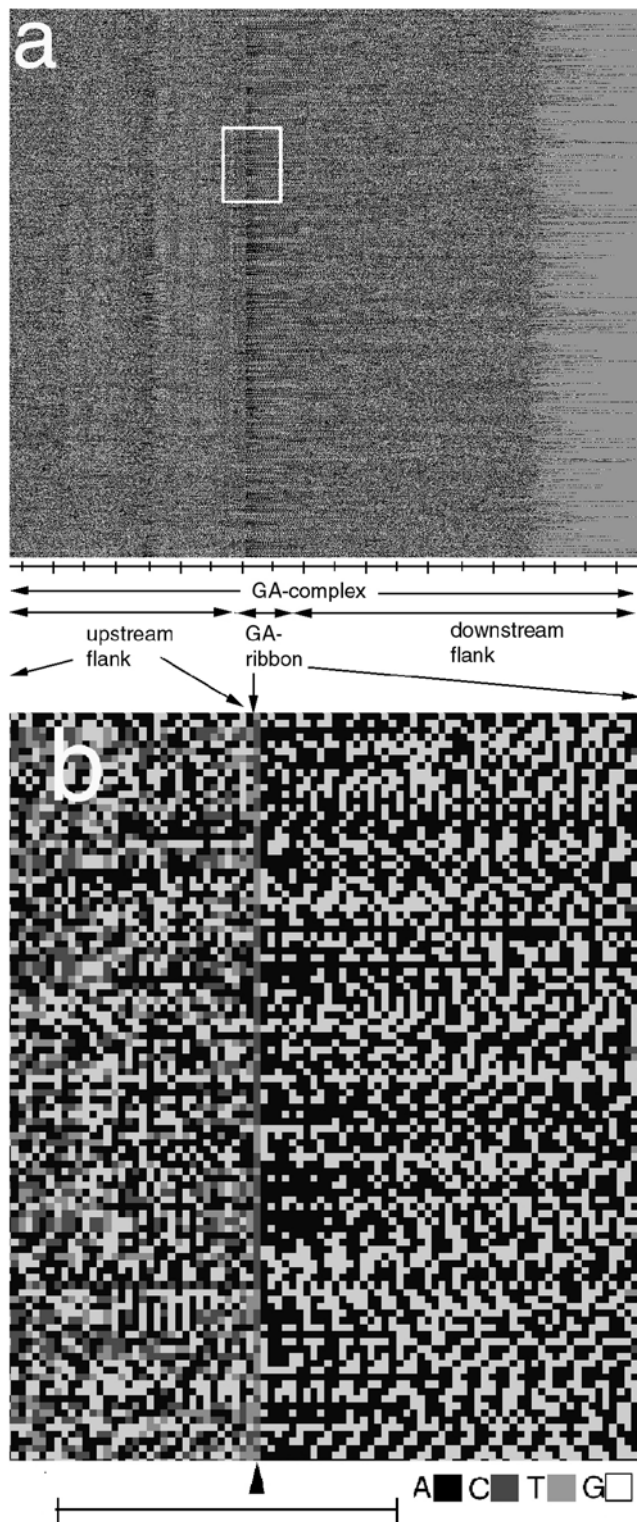 a
GA-complex
upstream
flank
GA-
ribbon
downstream
flank
b
A C T G